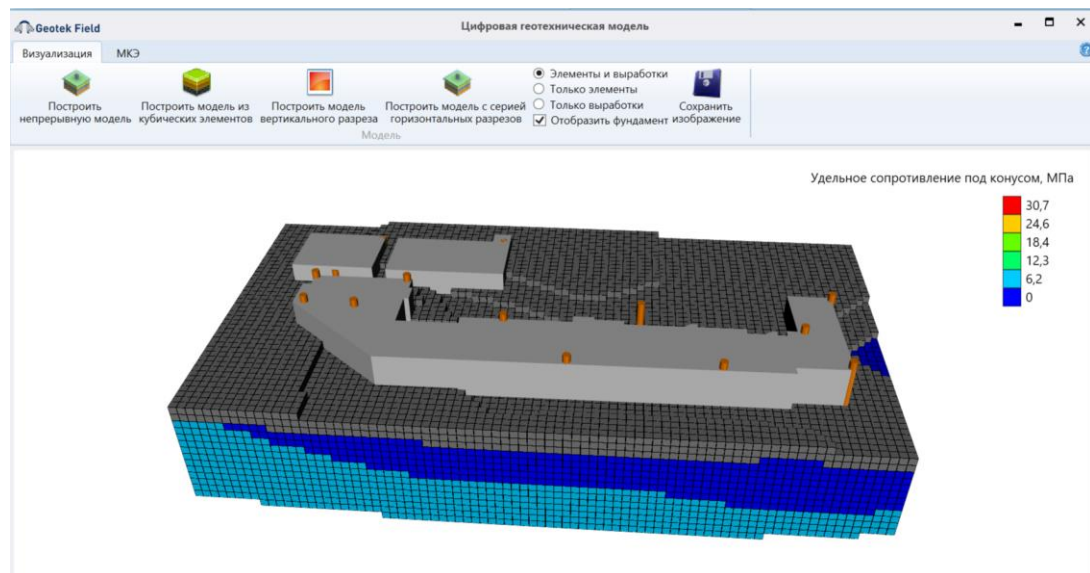 Geotek Field
Цифровая геотехническая модель
Визуализация МКЭ
Построить
непрерывную модель
Построить модель из
кубических элементов
Построить модель
вертикального разреза
Построить модель с серией
горизонтальных разрезов
Элементы и выработки
Только элементы
Только выработки
Отобразить фундамент
Сохранить
изображение
Модель
Удельное сопротивление под конусом, МПа
30,7
24,6
18,4
12,3
6,2
0